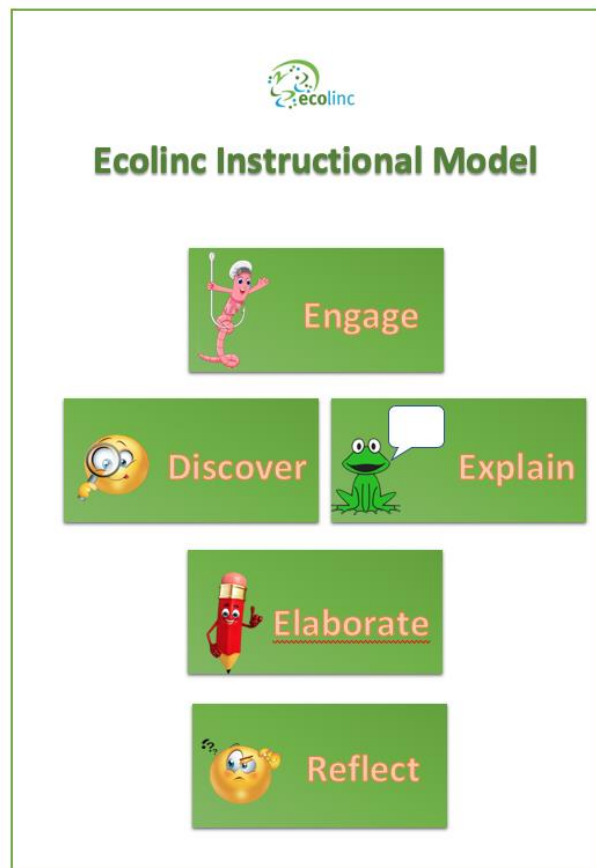 ecolinc
Ecolinc Instructional Model
Engage
Discover
Explain
Elaborate
Reflect